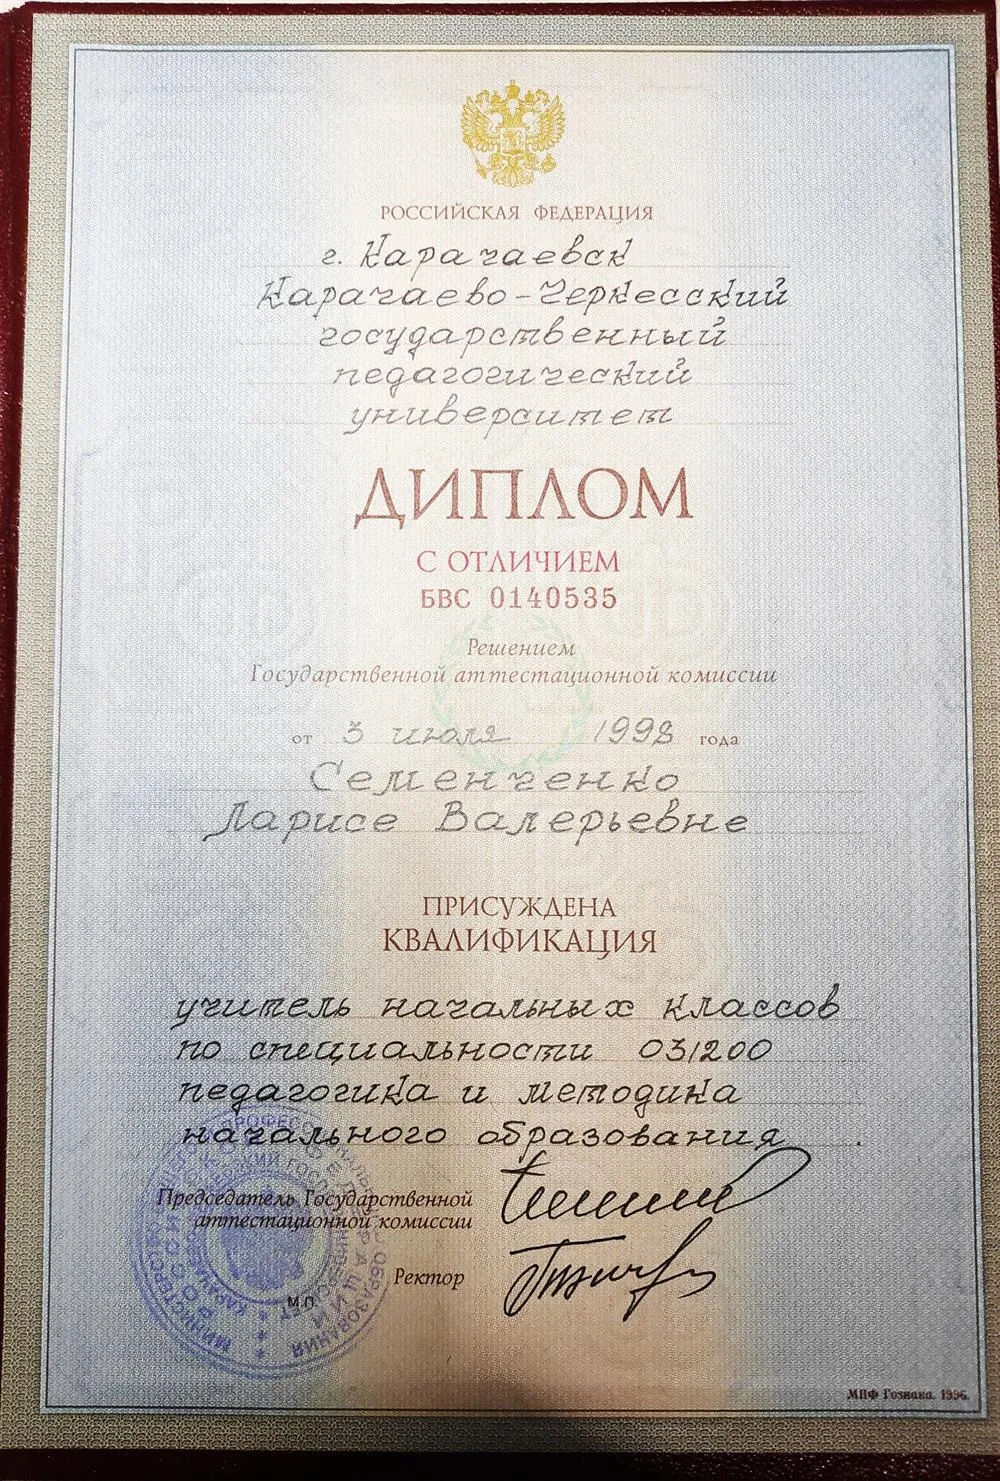 РОССИЙСКАЯ ФЕДЕРАЦИЯ
г. Карачаевск
Карачаево-Черкесский
государственный
педагогический
университет
ДИПЛОМ
С ОТЛИЧИЕМ
БВС 0140535
Решением
Государственной аттестационной комиссии
от 3 июля 1998 года
Семенченко
Ларисе Валерьевне
ПРИСУЖДЕНА
КВАЛИФИКАЦИЯ
учитель начальных классов
по специальности 031200
педагогика и методика
начального образования
Председатель Государственной
аттестационной комиссии
Ректор
М.П.
МПФ Гознака. 1996.